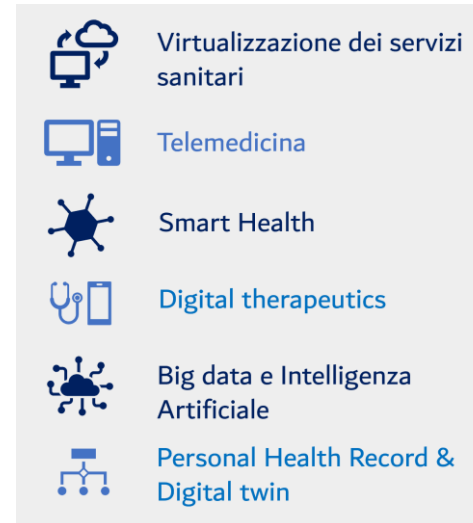 Virtualizzazione dei servizi
sanitari
Telemedicina
Smart Health
Digital therapeutics
Big data e Intelligenza
Artificiale
Personal Health Record &
Digital twin